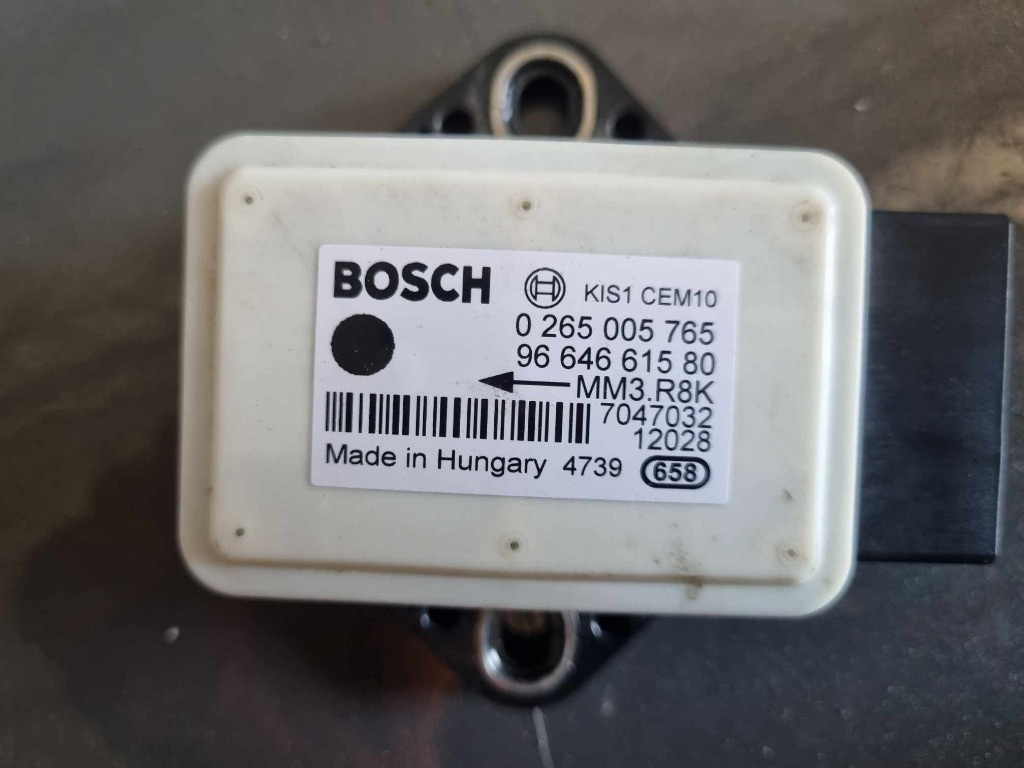 BOSCH KIS1 CEM10
0 265 005 765
96 646 615 80
MM3.R8K
7047032
12028
Made in Hungary 4739 658